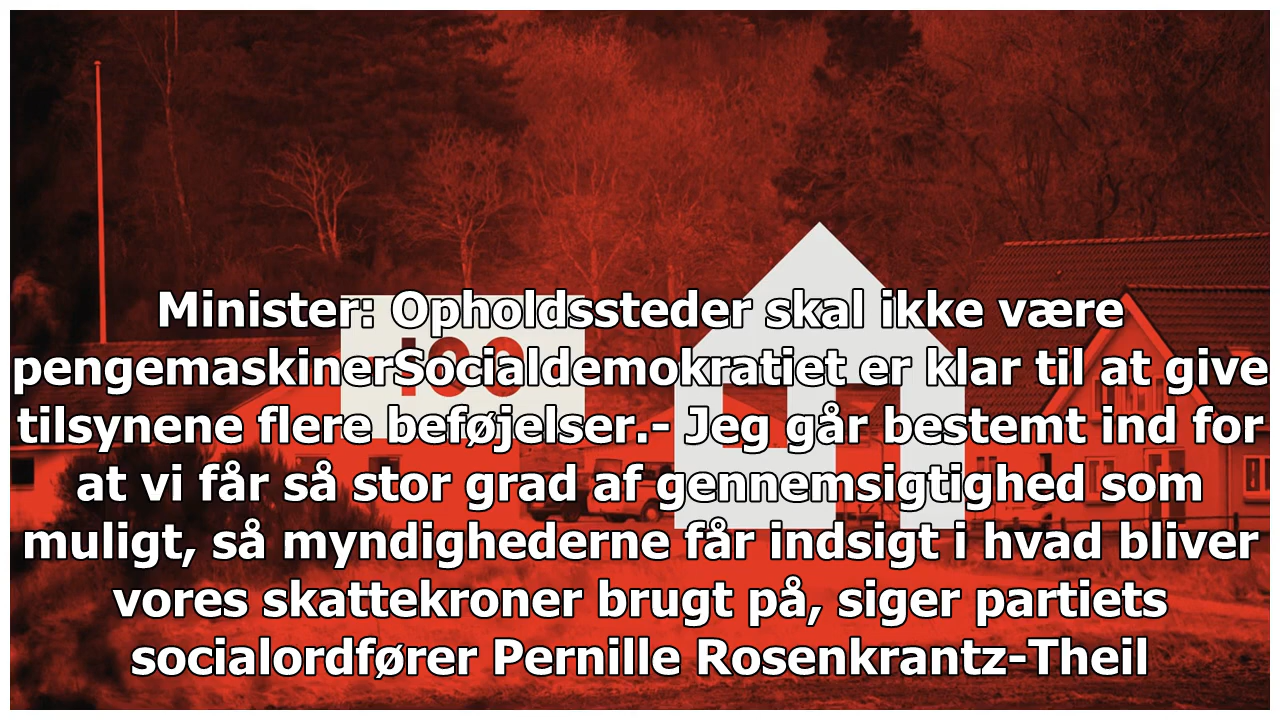 Minister: Opholdssteder skal ikke være
pengemaskinerSocialdemokratiet er klar til at give
100
tilsynene flere beføjelser.- Jeg går bestemt ind for
at vi får så stor grad af gennemsigtighed som
muligt, så myndighederne får indsigt i hvad bliver
vores skattekroner brugt på, siger partiets
socialordfører Pernille Rosenkrantz-Theil